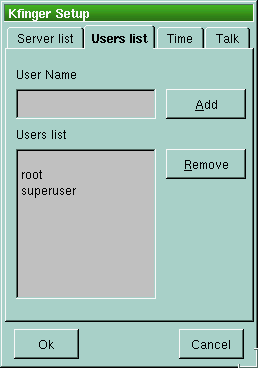 Kfinger Setup
Server list Users list Time Talk
User Name
Add
Users list
Remove
root
superuser
Ok Cancel